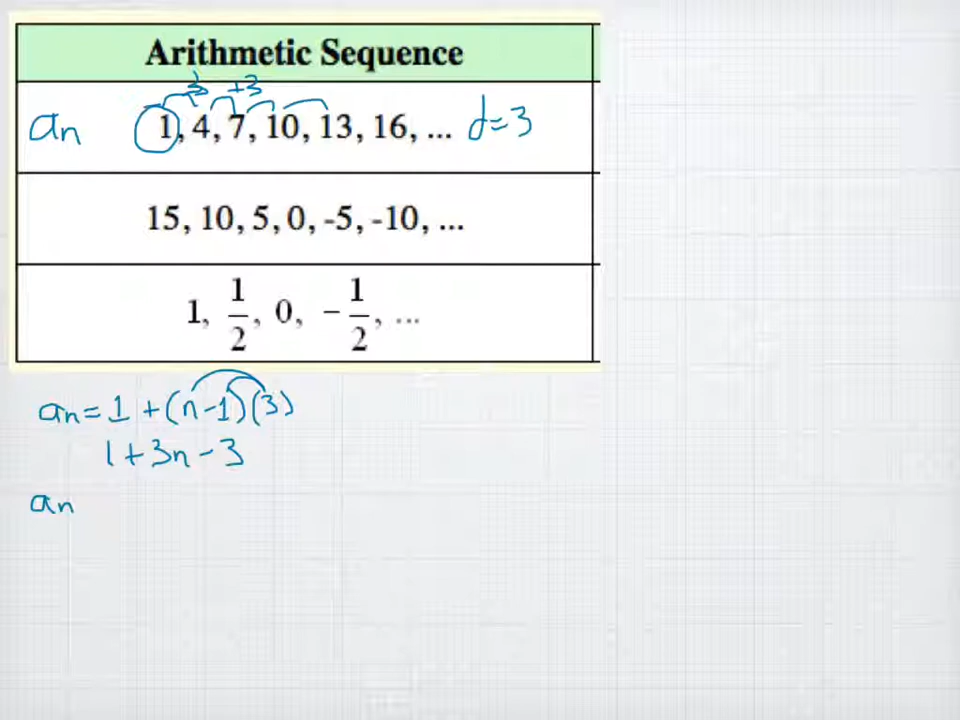 Arithmetic Sequence
3 +3
an 1, 4, 7, 10, 13, 16, ... d=3
15, 10, 5, 0, -5, -10, ...
1, 1/2, 0, -1/2, ...
an = 1 + (n-1)(3)
1 + 3n - 3
an